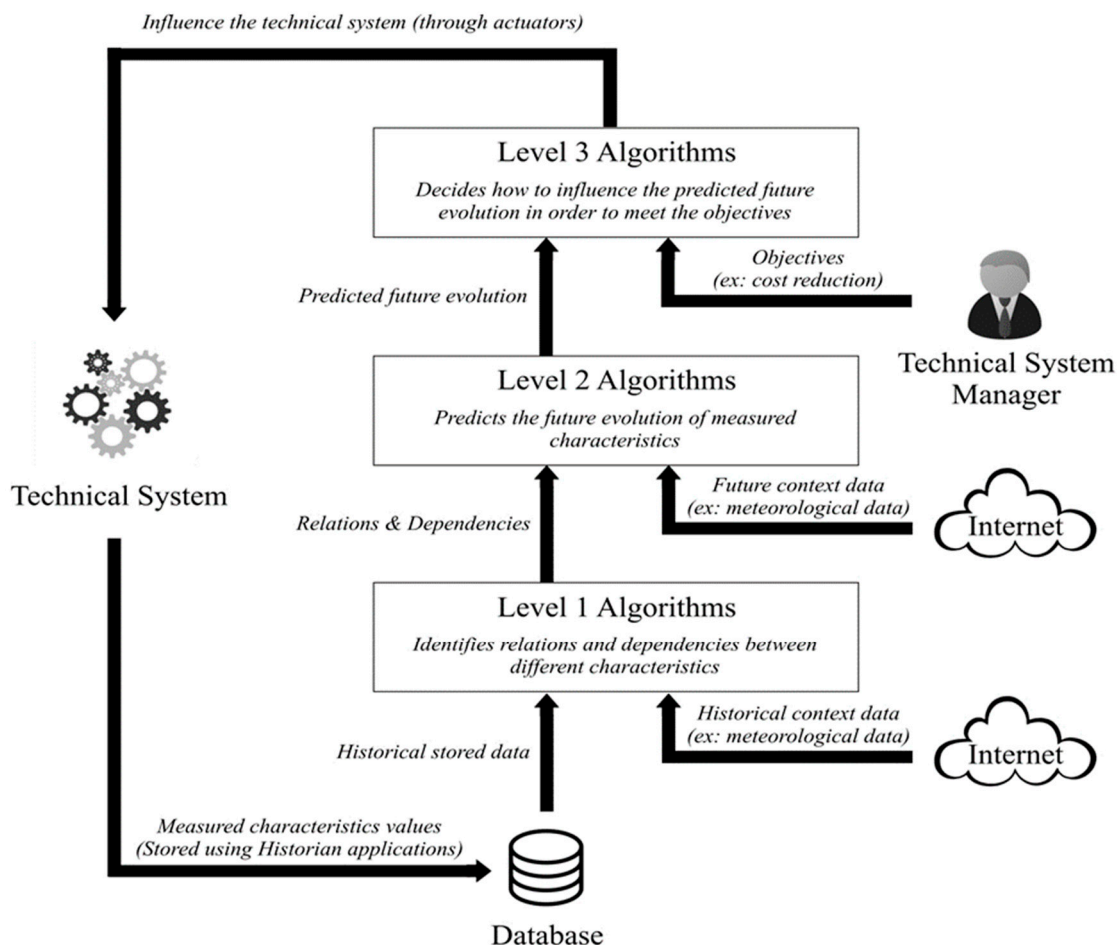 Influence the technical system (through actuators)
Level 3 Algorithms
Decides how to influence the predicted future
evolution in order to meet the objectives
Objectives
(ex: cost reduction)
Predicted future evolution
Technical System
Manager
Level 2 Algorithms
Predicts the future evolution of measured
characteristics
Technical System
Future context data
(ex: meteorological data)
Internet
Relations & Dependencies
Level 1 Algorithms
Identifies relations and dependencies between
different characteristics
Historical context data
(ex: meteorological data)
Internet
Historical stored data
Measured characteristics values
(Stored using Historian applications)
Database